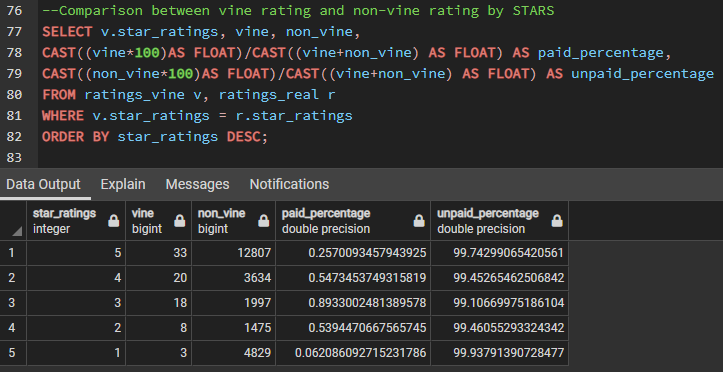 76 --Comparison between vine rating and non-vine rating by STARS
77 SELECT v.star_ratings, vine, non_vine,
78 CAST((vine*100)AS FLOAT)/CAST((vine+non_vine) AS FLOAT) AS paid_percentage,
79 CAST((non_vine*100)AS FLOAT)/CAST((vine+non_vine) AS FLOAT) AS unpaid_percentage
80 FROM ratings_vine v, ratings_real r
81 WHERE v.star_ratings = r.star_ratings
82 ORDER BY star_ratings DESC;
83
Data Output Explain Messages Notifications
star_ratings vine non_vine paid_percentage unpaid_percentage
integer bigint bigint double precision double precision
1 5 33 12807 0.2570093457943925 99.74299065420561
2 4 20 3634 0.5473453749315819 99.45265462506842
3 3 18 1997 0.8933002481389578 99.10669975186104
4 2 8 1475 0.5394470667565745 99.46055293324342
5 1 3 4829 0.062086092715231786 99.93791390728477